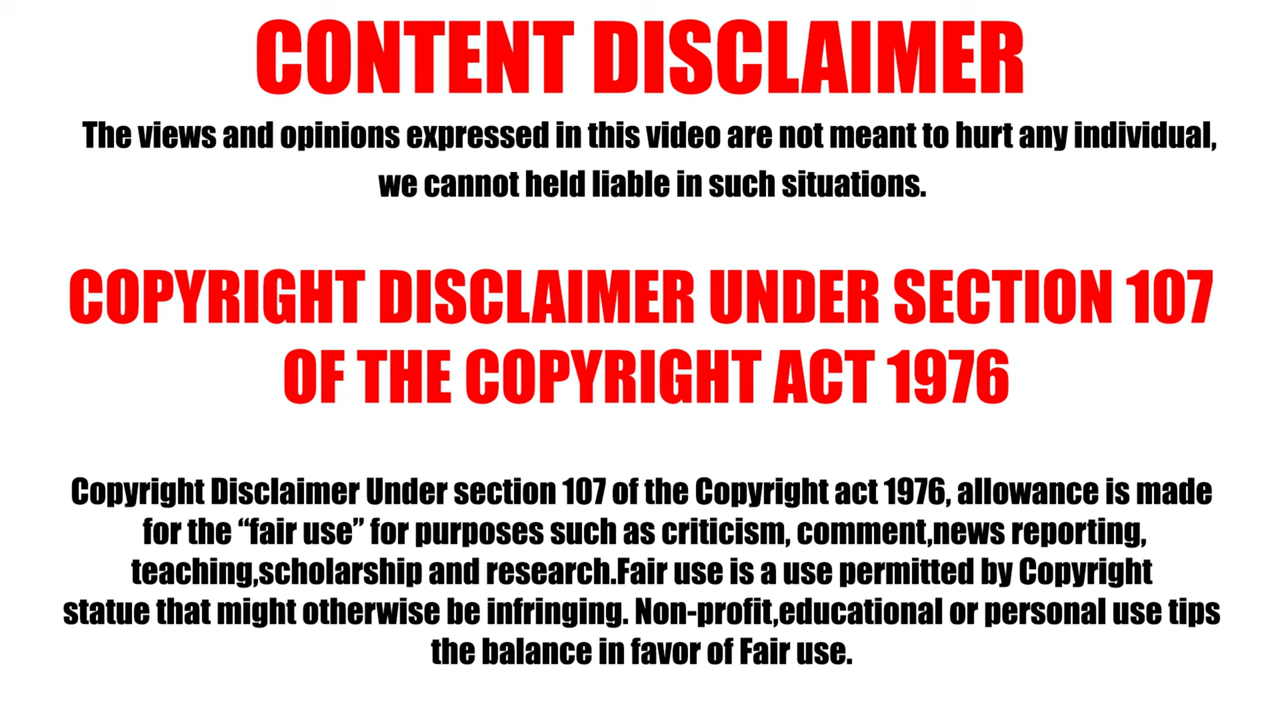 CONTENT DISCLAIMER
The views and opinions expressed in this video are not meant to hurt any individual,
we cannot held liable in such situations.
COPYRIGHT DISCLAIMER UNDER SECTION 107
OF THE COPYRIGHT ACT 1976
Copyright Disclaimer Under section 107 of the Copyright act 1976, allowance is made
for the “fair use” for purposes such as criticism, comment,news reporting,
teaching,scholarship and research.Fair use is a use permitted by Copyright
statue that might otherwise be infringing. Non-profit,educational or personal use tips
the balance in favor of Fair use.